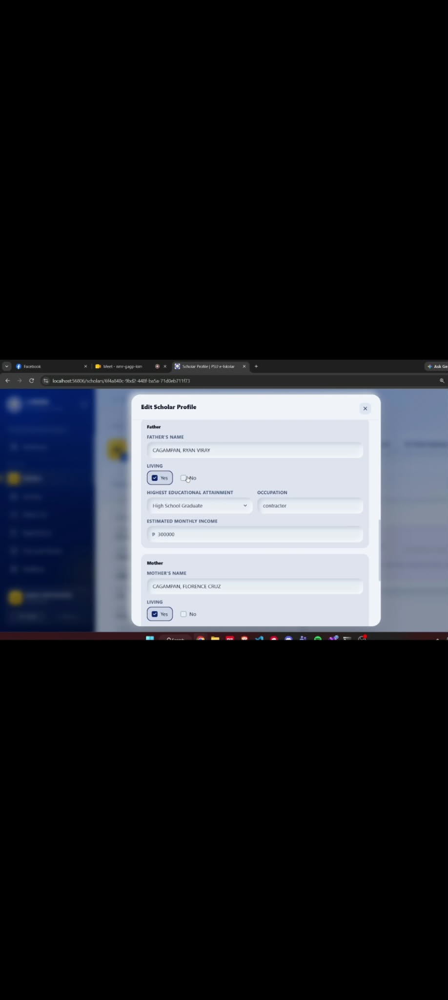 Facebook
Meet - nmr-gagp-kim
Scholar Profile | PSU e-Iskolar
Ask Ge
localhost:56806/scholars/6f4a840c-9bd2-448f-ba5a-71d0eb711f73
Edit Scholar Profile
Father
FATHER'S NAME
CAGAMPAN, RYAN VIRAY
LIVING
Yes No
HIGHEST EDUCATIONAL ATTAINMENT OCCUPATION
High School Graduate contractor
ESTIMATED MONTHLY INCOME
₱ 300000
Mother
MOTHER'S NAME
CAGAMPAN, FLORENCE CRUZ
LIVING
Yes No
Search